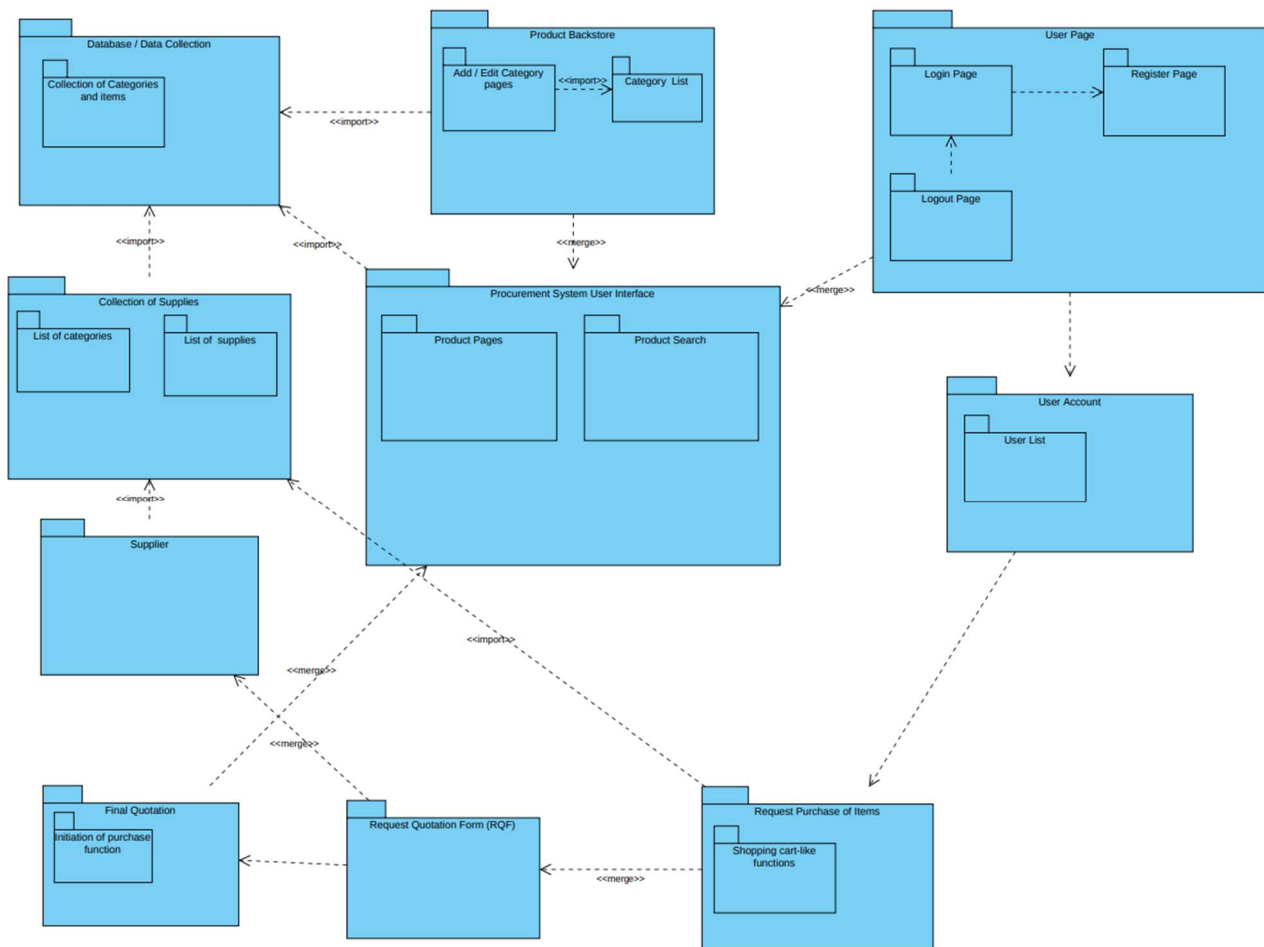 Database / Data Collection
Collection of Categories
and items
Product Backstore
Add / Edit Category
pages
<<import>>
Category List
User Page
Login Page
Register Page
Logout Page
<<import>>
<<import>>
<<import>>
<<merge>>
<<merge>>
Collection of Supplies
List of categories
List of supplies
Procurement System User Interface
Product Pages
Product Search
User Account
User List
<<import>>
Supplier
<<import>>
<<merge>>
<<merge>>
Final Quotation
Initiation of purchase
function
Request Quotation Form (RQF)
<<merge>>
Request Purchase of Items
Shopping cart-like
functions